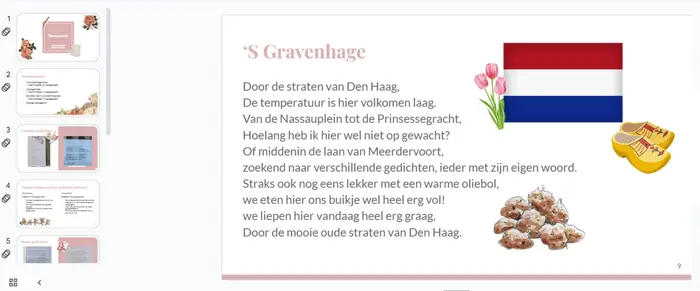 1
2
3
4
5
‘S Gravenhage
Door de straten van Den Haag,
De temperatuur is hier volkomen laag.
Van de Nassauplein tot de Prinsessegracht,
Hoelang heb ik hier wel niet op gewacht?
Of middenin de laan van Meerdervoort,
zoekend naar verschillende gedichten, ieder met zijn eigen woord.
Straks ook nog eens lekker met een warme oliebol,
we eten hier ons buikje wel heel erg vol!
we liepen hier vandaag heel erg graag,
Door de mooie oude straten van Den Haag.
9